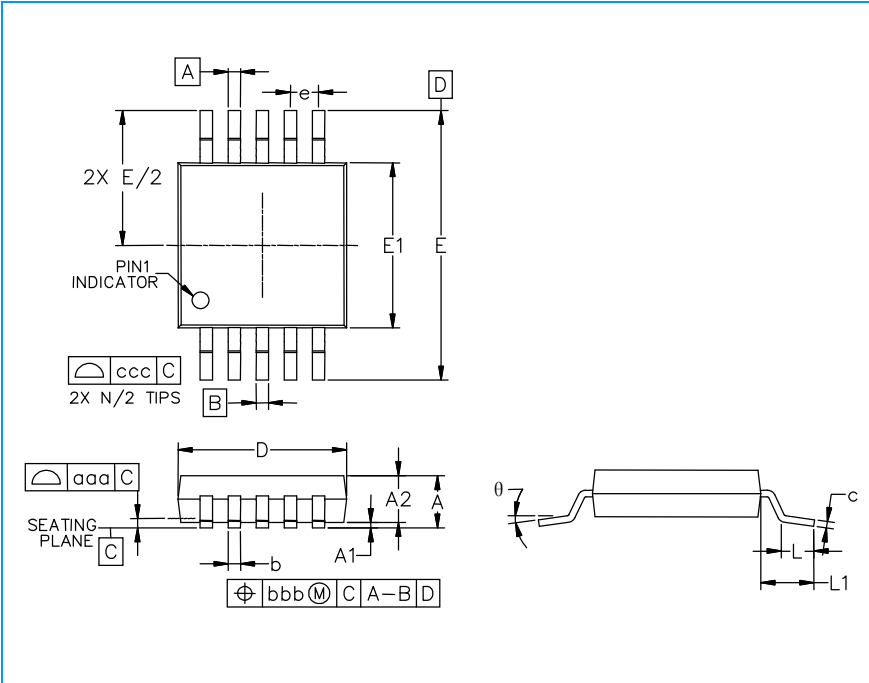 A
e
D
2X E/2
E1
E
PIN1
INDICATOR
ccc C
2X N/2 TIPS
B
D
aaa C
A2
A
SEATING
PLANE
C
A1
b
bbb Ⓜ C A-B D
θ
c
L
L1